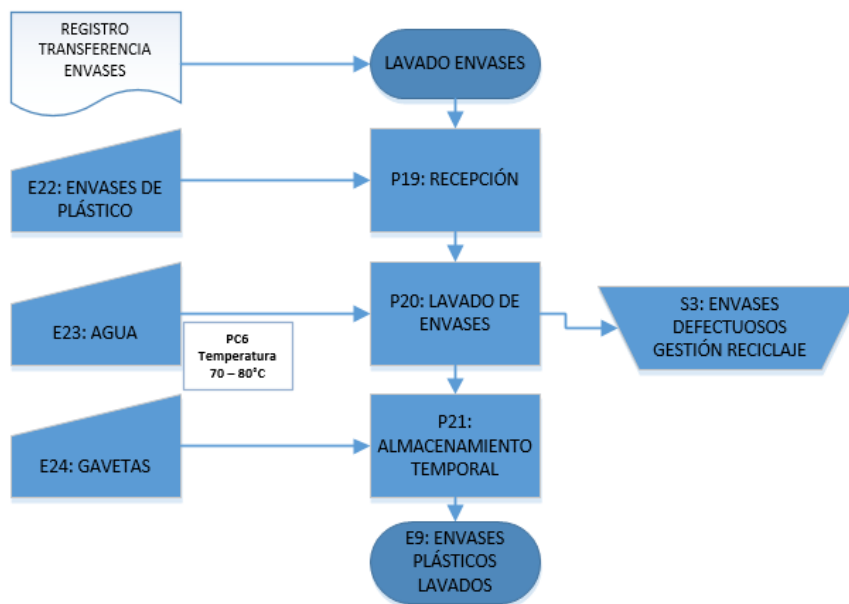 REGISTRO
TRANSFERENCIA
ENVASES
LAVADO ENVASES
E22: ENVASES DE
PLÁSTICO
P19: RECEPCIÓN
E23: AGUA
PC6
Temperatura
70 – 80°C
P20: LAVADO DE
ENVASES
S3: ENVASES
DEFECTUOSOS
GESTIÓN RECICLAJE
E24: GAVETAS
P21:
ALMACENAMIENTO
TEMPORAL
E9: ENVASES
PLÁSTICOS
LAVADOS